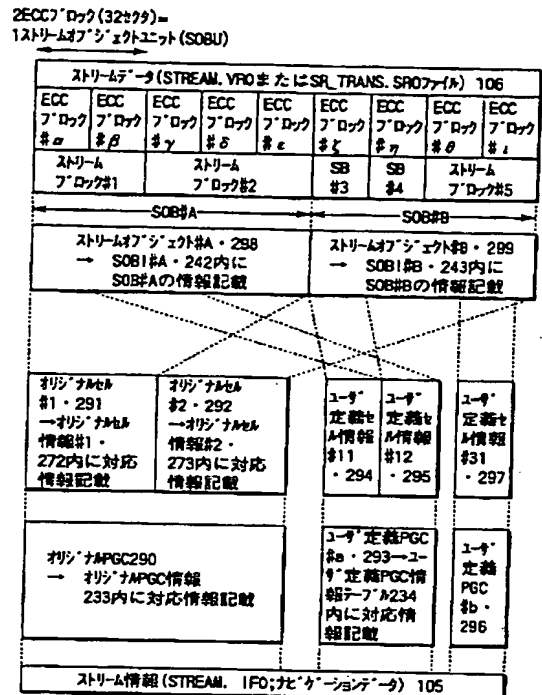 2ECCブロック(32セクタ)=
1ストリームオブジェクトユニット(SOBU)
ストリームデータ(STREAM. VROまたはSR_TRANS. SROファイル) 106
ECC
ブロック
#α
ECC
ブロック
#β
ECC
ブロック
#γ
ECC
ブロック
#δ
ECC
ブロック
#ε
ECC
ブロック
#ζ
ECC
ブロック
#η
ECC
ブロック
#θ
ECC
ブロック
#ι
ストリーム
ブロック#1
ストリーム
ブロック#2
SB
#3
SB
#4
ストリーム
ブロック#5
SOB#A
SOB#B
ストリームオブジェクト#A・298
→ SOBI#A・242内に
SOB#Aの情報記載
ストリームオブジェクト#B・299
→ SOBI#B・243内に
SOB#Bの情報記載
オリジナルセル
#1・291
→オリジナルセル
情報#1・
272内に対応
情報記載
オリジナルセル
#2・292
→オリジナルセル
情報#2・
273内に対応
情報記載
ユーザ
定義セ
ル情報
#11
・294
ユーザ
定義セ
ル情報
#12
・295
ユーザ
定義セ
ル情報
#31
・297
オリジナルPGC290
→ オリジナルPGC情報
233内に対応情報記載
ユーザ定義PGC
#a・293→ユー
ザ定義PGC情
報テーブル234
内に対応情
報記載
ユーザ
定義
PGC
#b・
296
ストリーム情報(STREAM. IFO;ナビゲーションデータ) 105